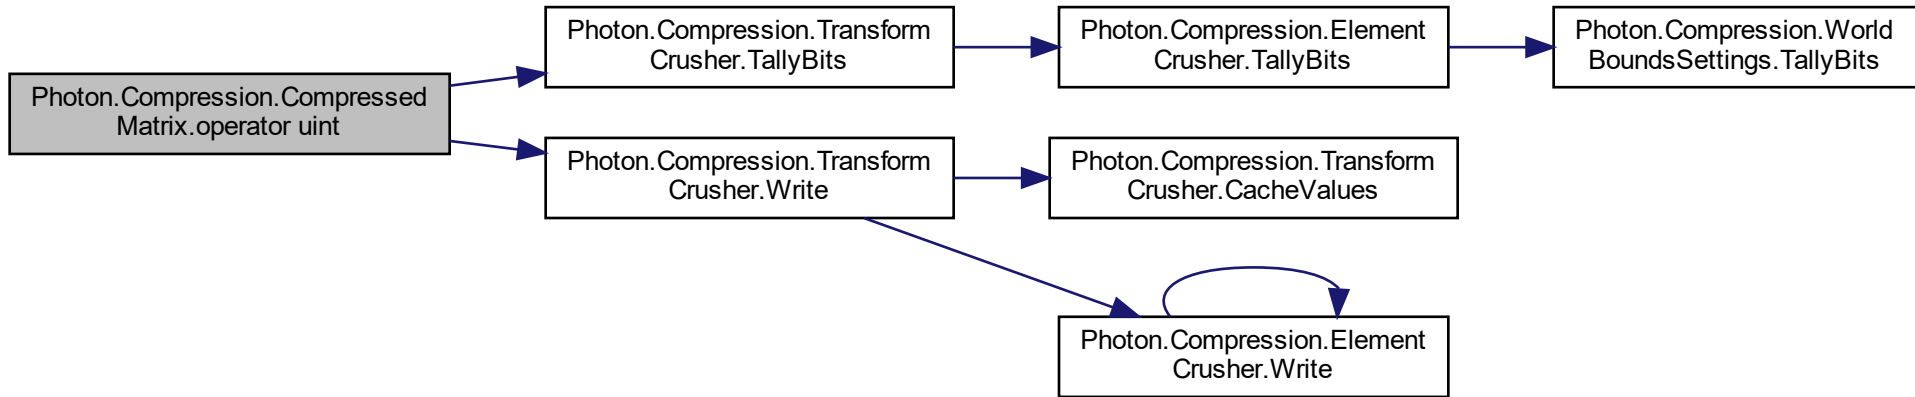 Photon.Compression.Compressed
Matrix.operator uint
Photon.Compression.Transform
Crusher.TallyBits
Photon.Compression.Element
Crusher.TallyBits
Photon.Compression.World
BoundsSettings.TallyBits
Photon.Compression.Transform
Crusher.Write
Photon.Compression.Transform
Crusher.CacheValues
Photon.Compression.Element
Crusher.Write